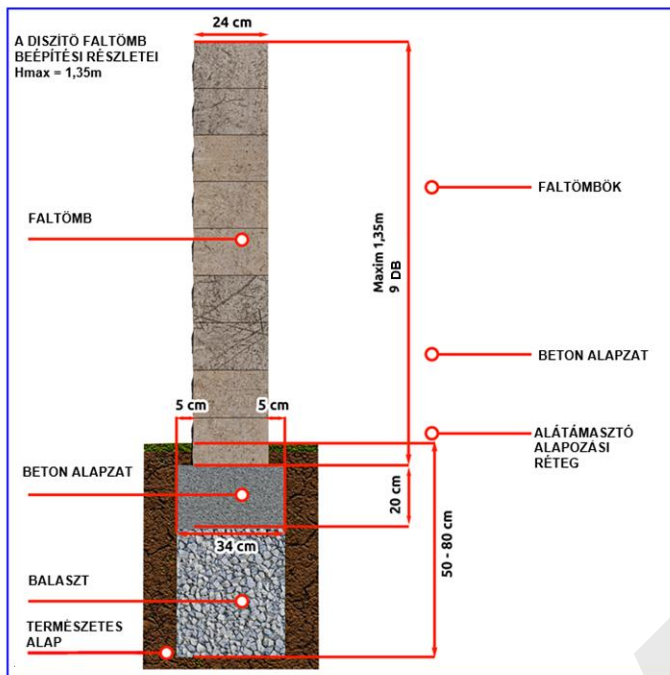 24 cm
A DISZÍTŐ FALTÖMB
BEÉPÍTÉSI RÉSZLETEI
Hmax = 1,35m
FALTÖMB
Maxim 1,35m
9 DB
FALTÖMBÖK
BETON ALAPZAT
ALÁTÁMASZTÓ
ALAPOZÁSI
RÉTEG
5 cm
5 cm
BETON ALAPZAT
20 cm
50 - 80 cm
34 cm
BALASZT
TERMÉSZETES
ALAP